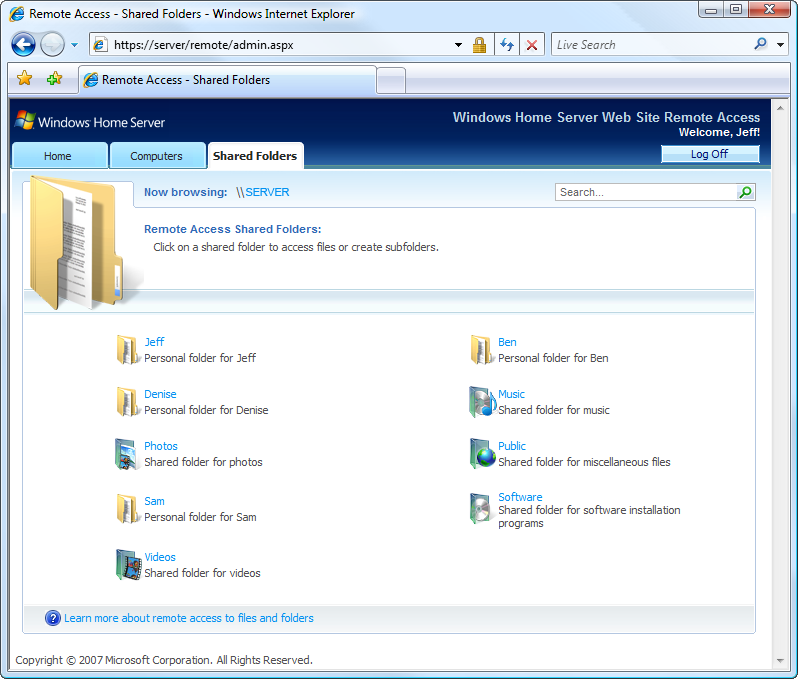 Remote Access - Shared Folders - Windows Internet Explorer
https://server/remote/admin.aspx
Live Search
Remote Access - Shared Folders
Windows Home Server
Windows Home Server Web Site Remote Access
Welcome, Jeff!
Home
Computers
Shared Folders
Log Off
Now browsing: \\SERVER
Search...
Remote Access Shared Folders:
Click on a shared folder to access files or create subfolders.
Jeff
Personal folder for Jeff
Ben
Personal folder for Ben
Denise
Personal folder for Denise
Music
Shared folder for music
Photos
Shared folder for photos
Public
Shared folder for miscellaneous files
Sam
Personal folder for Sam
Software
Shared folder for software installation
programs
Videos
Shared folder for videos
Learn more about remote access to files and folders
Copyright © 2007 Microsoft Corporation. All Rights Reserved.